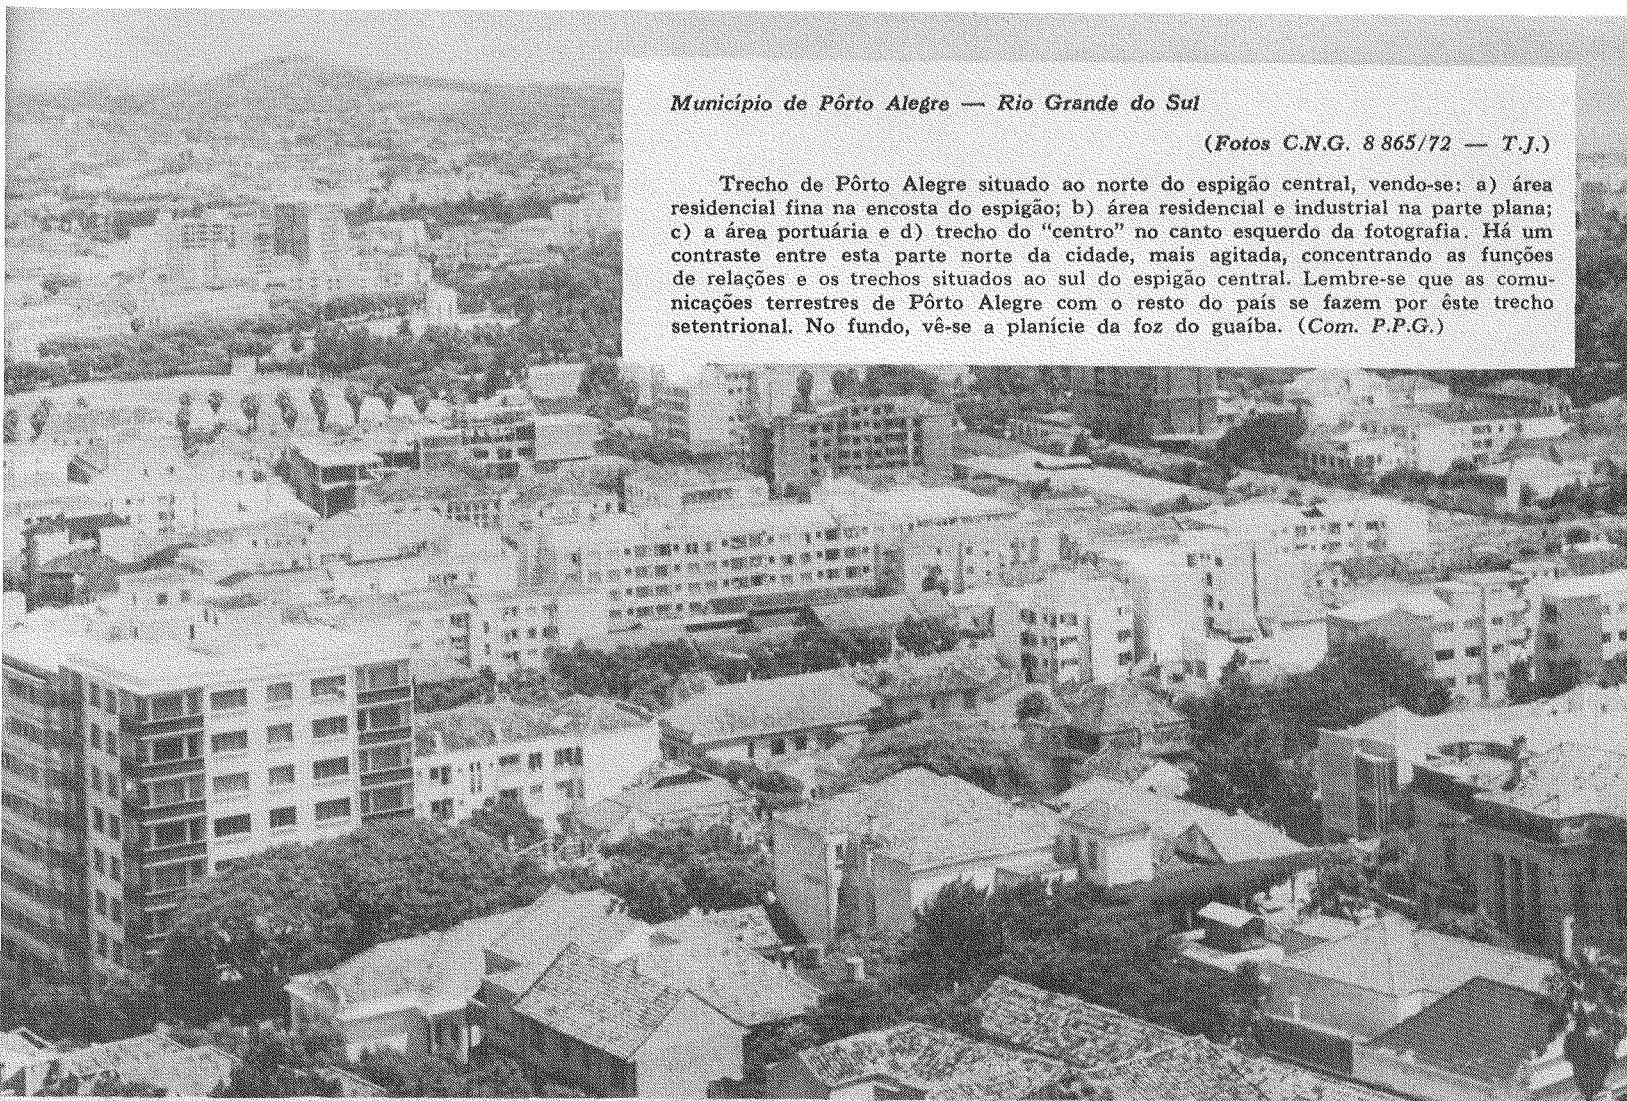 Município de Pôrto Alegre — Rio Grande do Sul
(Fotos C.N.G. 8 865/72 — T.J.)
Trecho de Pôrto Alegre situado ao norte do espigão central, vendo-se: a) área
residencial fina na encosta do espigão; b) área residencial e industrial na parte plana;
c) a área portuária e d) trecho do “centro” no canto esquerdo da fotografia. Há um
contraste entre esta parte norte da cidade, mais agitada, concentrando as funções
de relações e os trechos situados ao sul do espigão central. Lembre-se que as comu-
nicações terrestres de Pôrto Alegre com o resto do país se fazem por êste trecho
setentrional. No fundo, vê-se a planície da foz do guaíba. (Com. P.P.G.)